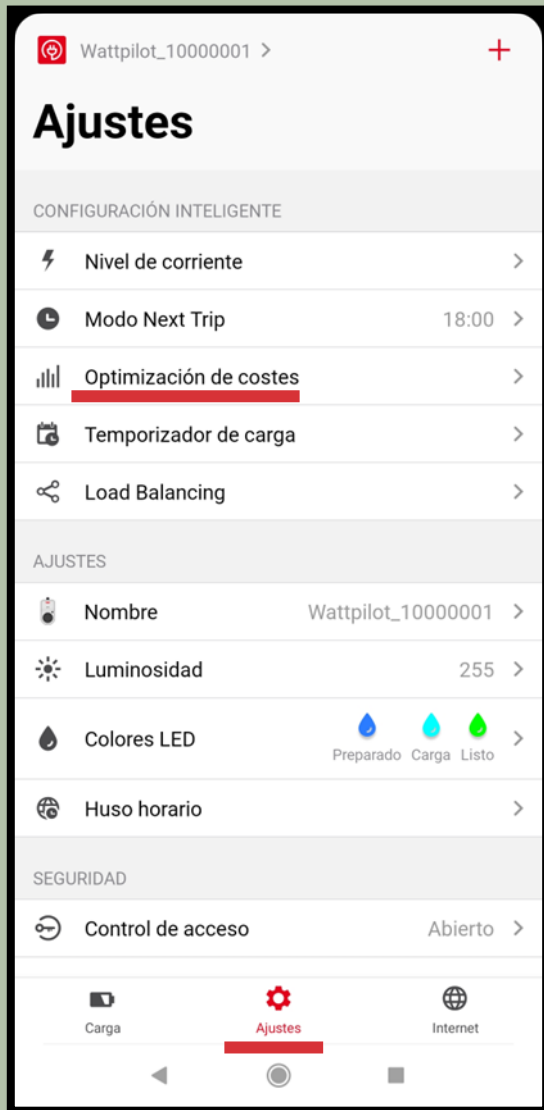 Wattpilot_10000001 >
Ajustes
CONFIGURACIÓN INTELIGENTE
Nivel de corriente
Modo Next Trip 18:00
Optimización de costes
Temporizador de carga
Load Balancing
AJUSTES
Nombre Wattpilot_10000001
Luminosidad 255
Colores LED Preparado Carga Listo
Huso horario
SEGURIDAD
Control de acceso Abierto
Carga Ajustes Internet